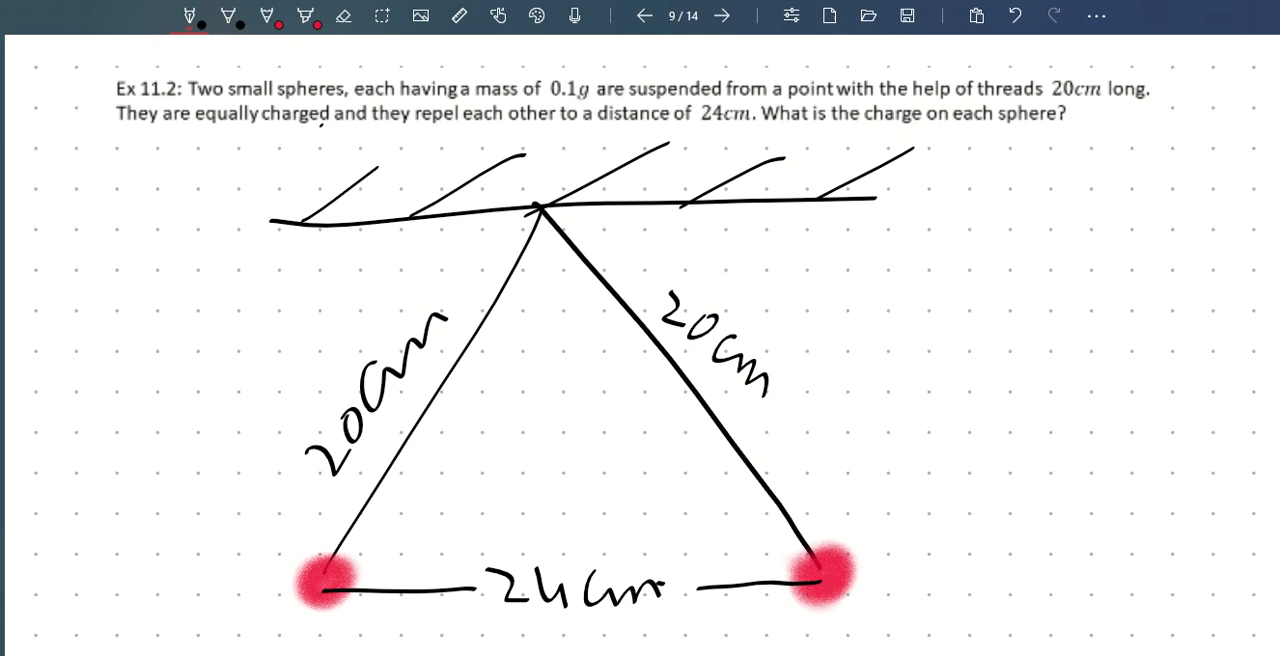 9 / 14
Ex 11.2: Two small spheres, each having a mass of 0.1g are suspended from a point with the help of threads 20cm long.
They are equally charged and they repel each other to a distance of 24cm. What is the charge on each sphere?
20cm
20cm
24cm